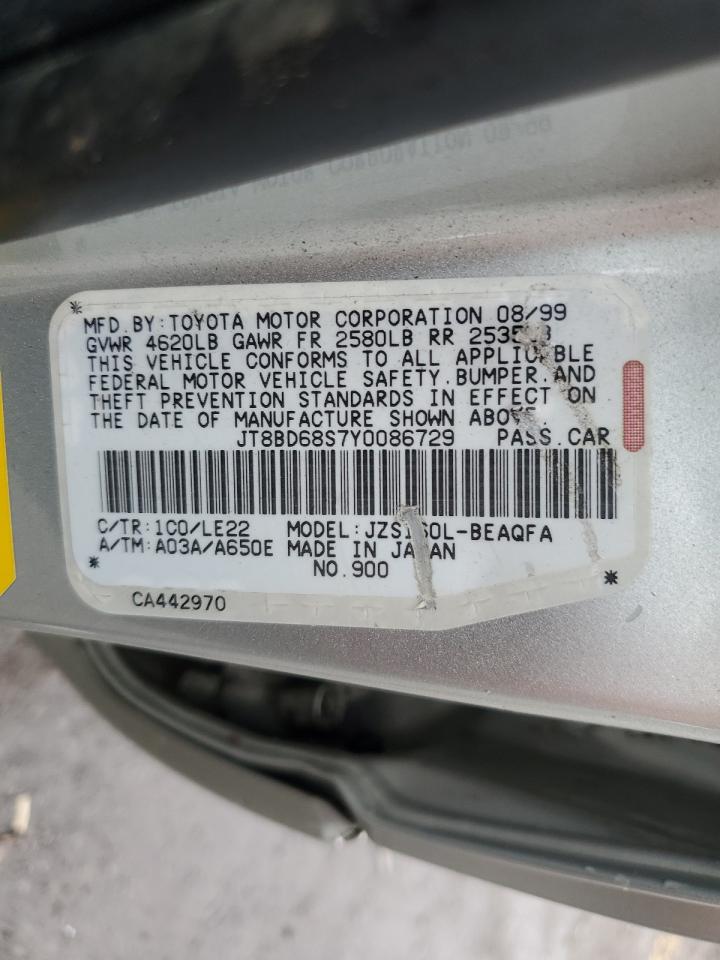 MFD. BY: TOYOTA MOTOR CORPORATION 08/99
GVWR 4620LB GAWR FR 2580LB RR
THIS VEHICLE CONFORMS TO ALL APPLICABLE
FEDERAL MOTOR VEHICLE SAFETY. BUMPER. AND
THEFT PREVENTION STANDARDS IN EFFECT ON
THE DATE OF MANUFACTURE SHOWN ABOVE.
JT8BD68S7Y0086729 PASS. CAR
C/TR: 1C0/LE22 MODEL: JZS160L-BEAQFA
A/TM: A03A/A650E MADE IN JAPAN
NO. 900
CA442970